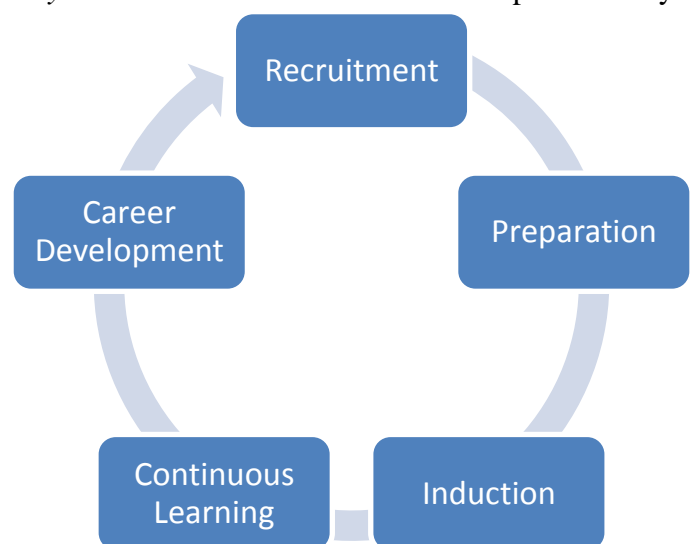 Recruitment
Preparation
Induction
Continuous
Learning
Career
Development